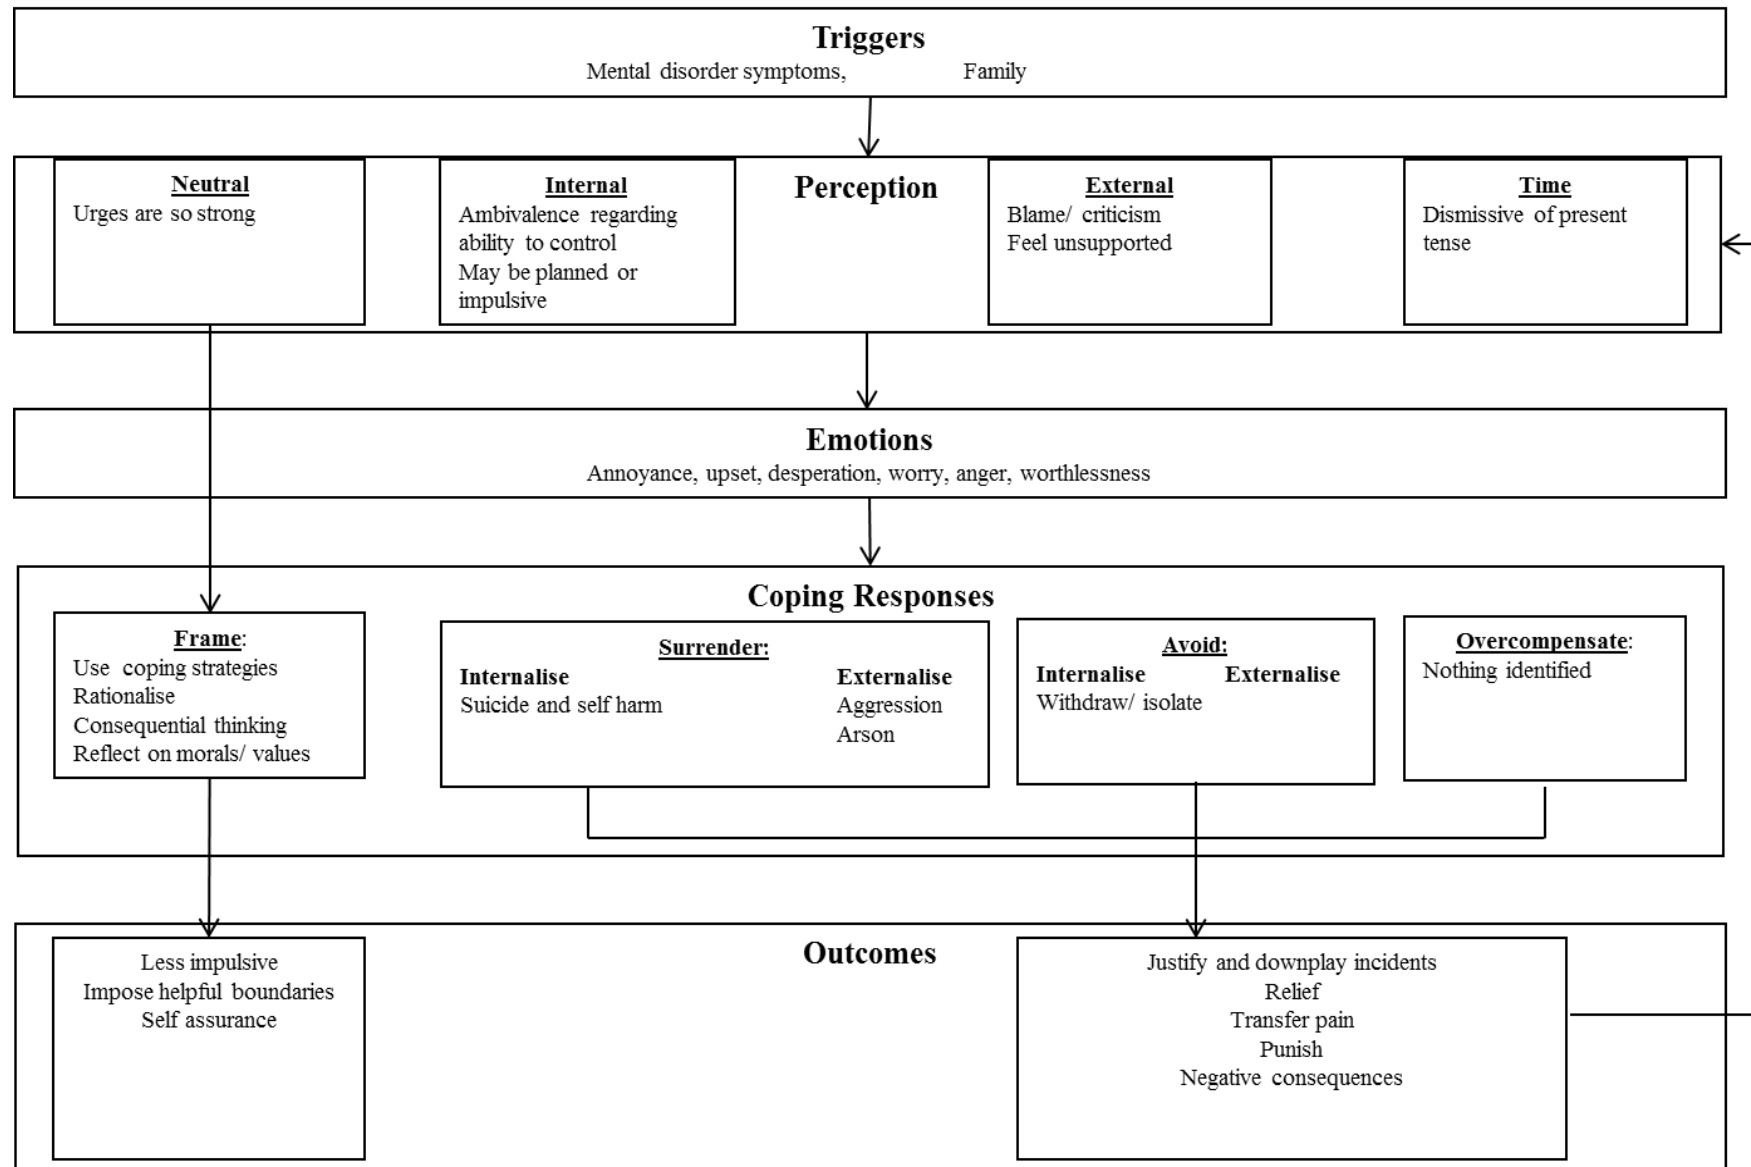 Triggers
Mental disorder symptoms, Family
Perception
Neutral
Urges are so strong
Internal
Ambivalence regarding
ability to control
May be planned or
impulsive
External
Blame/ criticism
Feel unsupported
Time
Dismissive of present
tense
Emotions
Annoyance, upset, desperation, worry, anger, worthlessness
Coping Responses
Frame:
Use coping strategies
Rationalise
Consequential thinking
Reflect on morals/ values
Surrender:
Internalise
Suicide and self harm
Externalise
Aggression
Arson
Avoid:
Internalise Externalise
Withdraw/ isolate
Overcompensate:
Nothing identified
Outcomes
Less impulsive
Impose helpful boundaries
Self assurance
Justify and downplay incidents
Relief
Transfer pain
Punish
Negative consequences